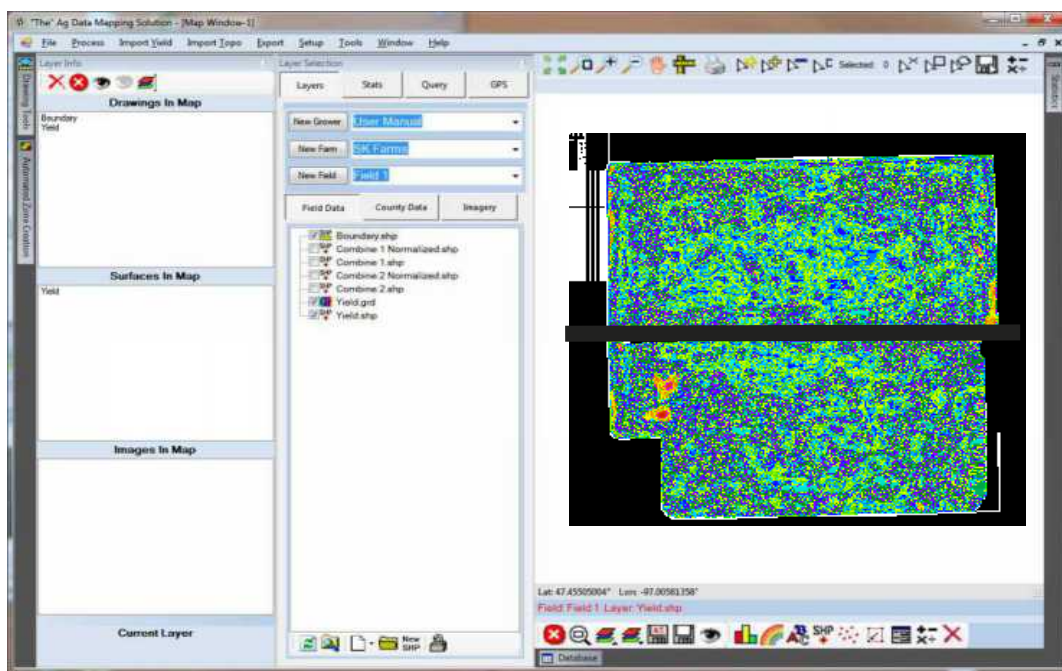 "The" Ag Data Mapping Solution - [Map Window-1]
File Process Import Yield Import Topo Export Setup Tools Window Help
Layer Info
Layer Selection
Selected: 0
Layers Stats Query GPS
Drawings In Map
Boundary
Yield
New Grower User Manual
New Farm SK Farms
New Field Field 1
Field Data County Data Imagery
Boundary.shp
Combine 1 Normalized.shp
Combine 1.shp
Combine 2 Normalized.shp
Combine 2.shp
Yield.grd
Yield.shp
Surfaces In Map
Yield
Images In Map
Current Layer
New SHP
Drawing Tools
Automated Zone Creation
Statistics
Lat: 47.45505004° Lon: -97.00581358°
Field:Field 1 Layer:Yield.shp
SHP
Database